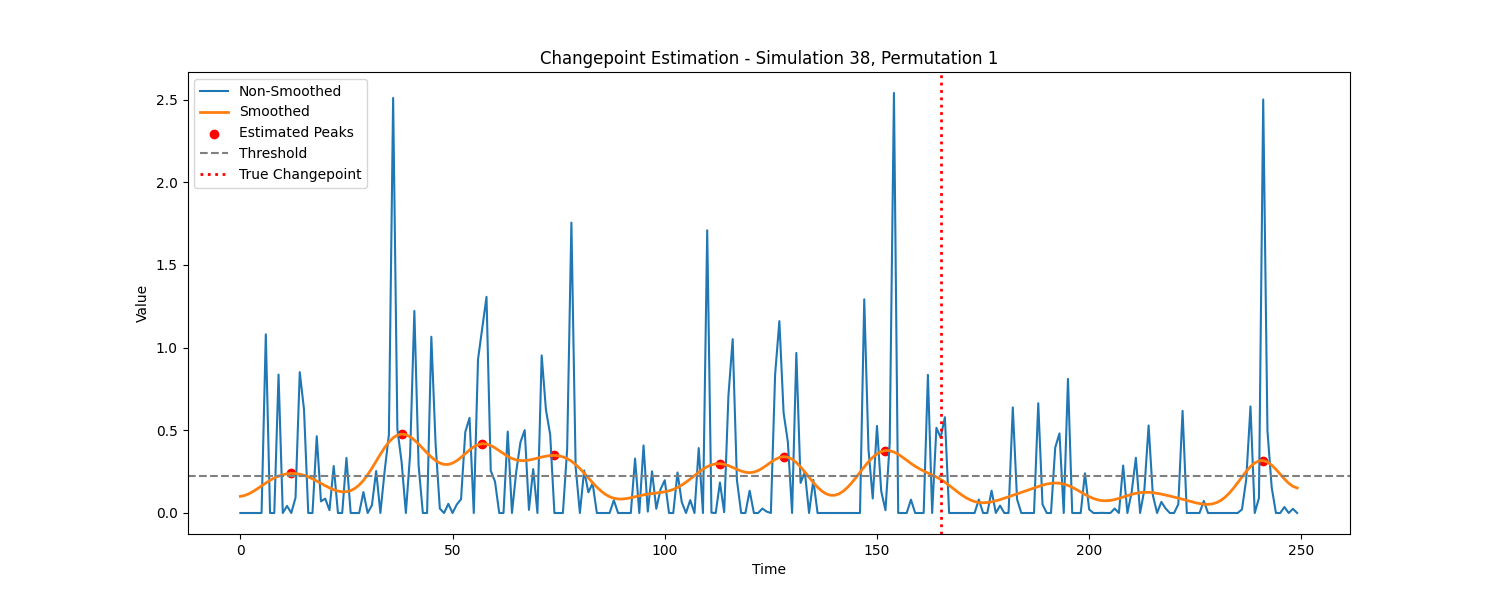 Changepoint Estimation - Simulation 38, Permutation 1
Non-Smoothed
Smoothed
Estimated Peaks
Threshold
True Changepoint
Value
2.5
2.0
1.5
1.0
0.5
0.0
0 50 100 150 200 250
Time